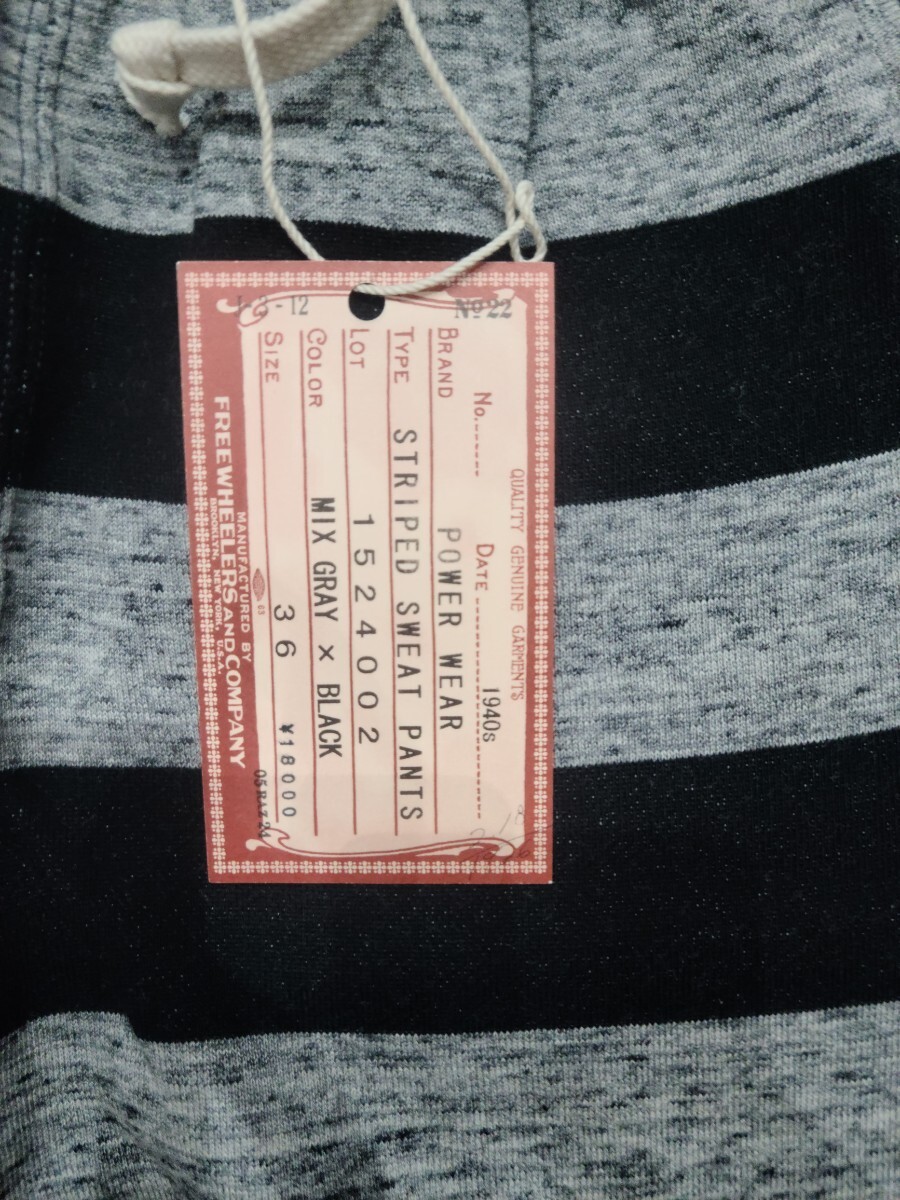 QUALITY GENUINE GARMENTS
No. DATE 1940s
BRAND POWER WEAR
TYPE STRIPED SWEAT PANTS
LOT 1524002
COLOR MIX GRAY × BLACK
SIZE 36 ¥18000
MANUFACTURED BY
FREEWHEELERS AND COMPANY
BROOKLYN, NEW YORK, U.S.A.
No 22